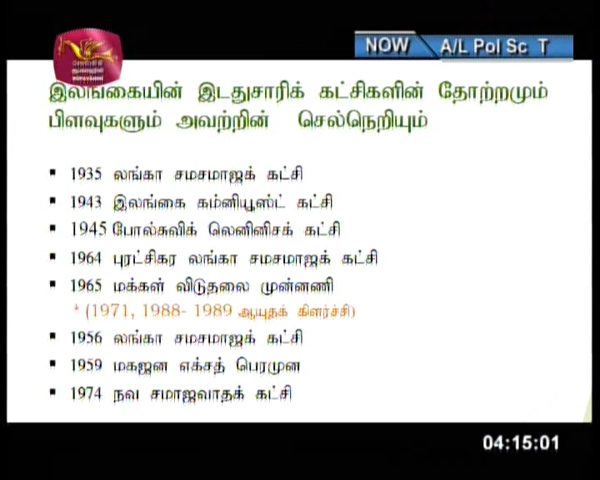 NOW A/L Pol Sc T
இலங்கையின் இடதுசாரிக் கட்சிகளின் தோற்றமும்
பிளவுகளும் அவற்றின் செல்நெறியும்
▪ 1935 லங்கா சமசமாஜக் கட்சி
▪ 1943 இலங்கை கம்னியூஸ்ட் கட்சி
▪ 1945 போல்சுவிக் லெனினிசக் கட்சி
▪ 1964 புரட்சிகர லங்கா சமசமாஜக் கட்சி
▪ 1965 மக்கள் விடுதலை முன்னணி
* (1971, 1988- 1989 ஆயுதக் கிளர்ச்சி)
▪ 1956 லங்கா சமசமாஜக் கட்சி
▪ 1959 மகஜன எக்சத் பெரமுன
▪ 1974 நவ சமாஜவாதக் கட்சி
04:15:01